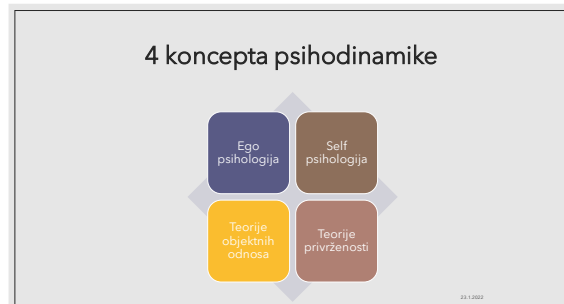 4 koncepta psihodinamike
Ego
psihologija
Self
psihologija
Teorije
objektnih
odnosa
Teorije
privrženosti
23.1.2022